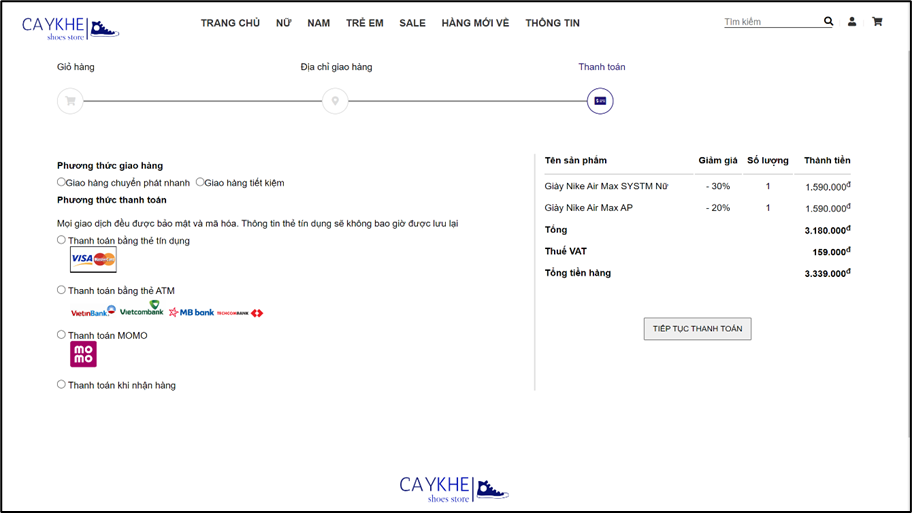 CAYKHE
shoes store
TRANG CHỦ NỮ NAM TRẺ EM SALE HÀNG MỚI VỀ THÔNG TIN
Tìm kiếm
Giỏ hàng
Địa chỉ giao hàng
Thanh toán
Phương thức giao hàng
Giao hàng chuyển phát nhanh Giao hàng tiết kiệm
Phương thức thanh toán
Mọi giao dịch đều được bảo mật và mã hóa. Thông tin thẻ tín dụng sẽ không bao giờ được lưu lại
Thanh toán bằng thẻ tín dụng
VISA MasterCard
Thanh toán bằng thẻ ATM
VietinBank Vietcombank MB bank TECHCOMBANK
Thanh toán MOMO
mo
mo
Thanh toán khi nhận hàng
Tên sản phẩm Giảm giá Số lượng Thành tiền
Giày Nike Air Max SYSTM Nữ - 30% 1 1.590.000đ
Giày Nike Air Max AP - 20% 1 1.590.000đ
Tổng 3.180.000đ
Thuế VAT 159.000đ
Tổng tiền hàng 3.339.000đ
TIẾP TỤC THANH TOÁN
CAYKHE
shoes store